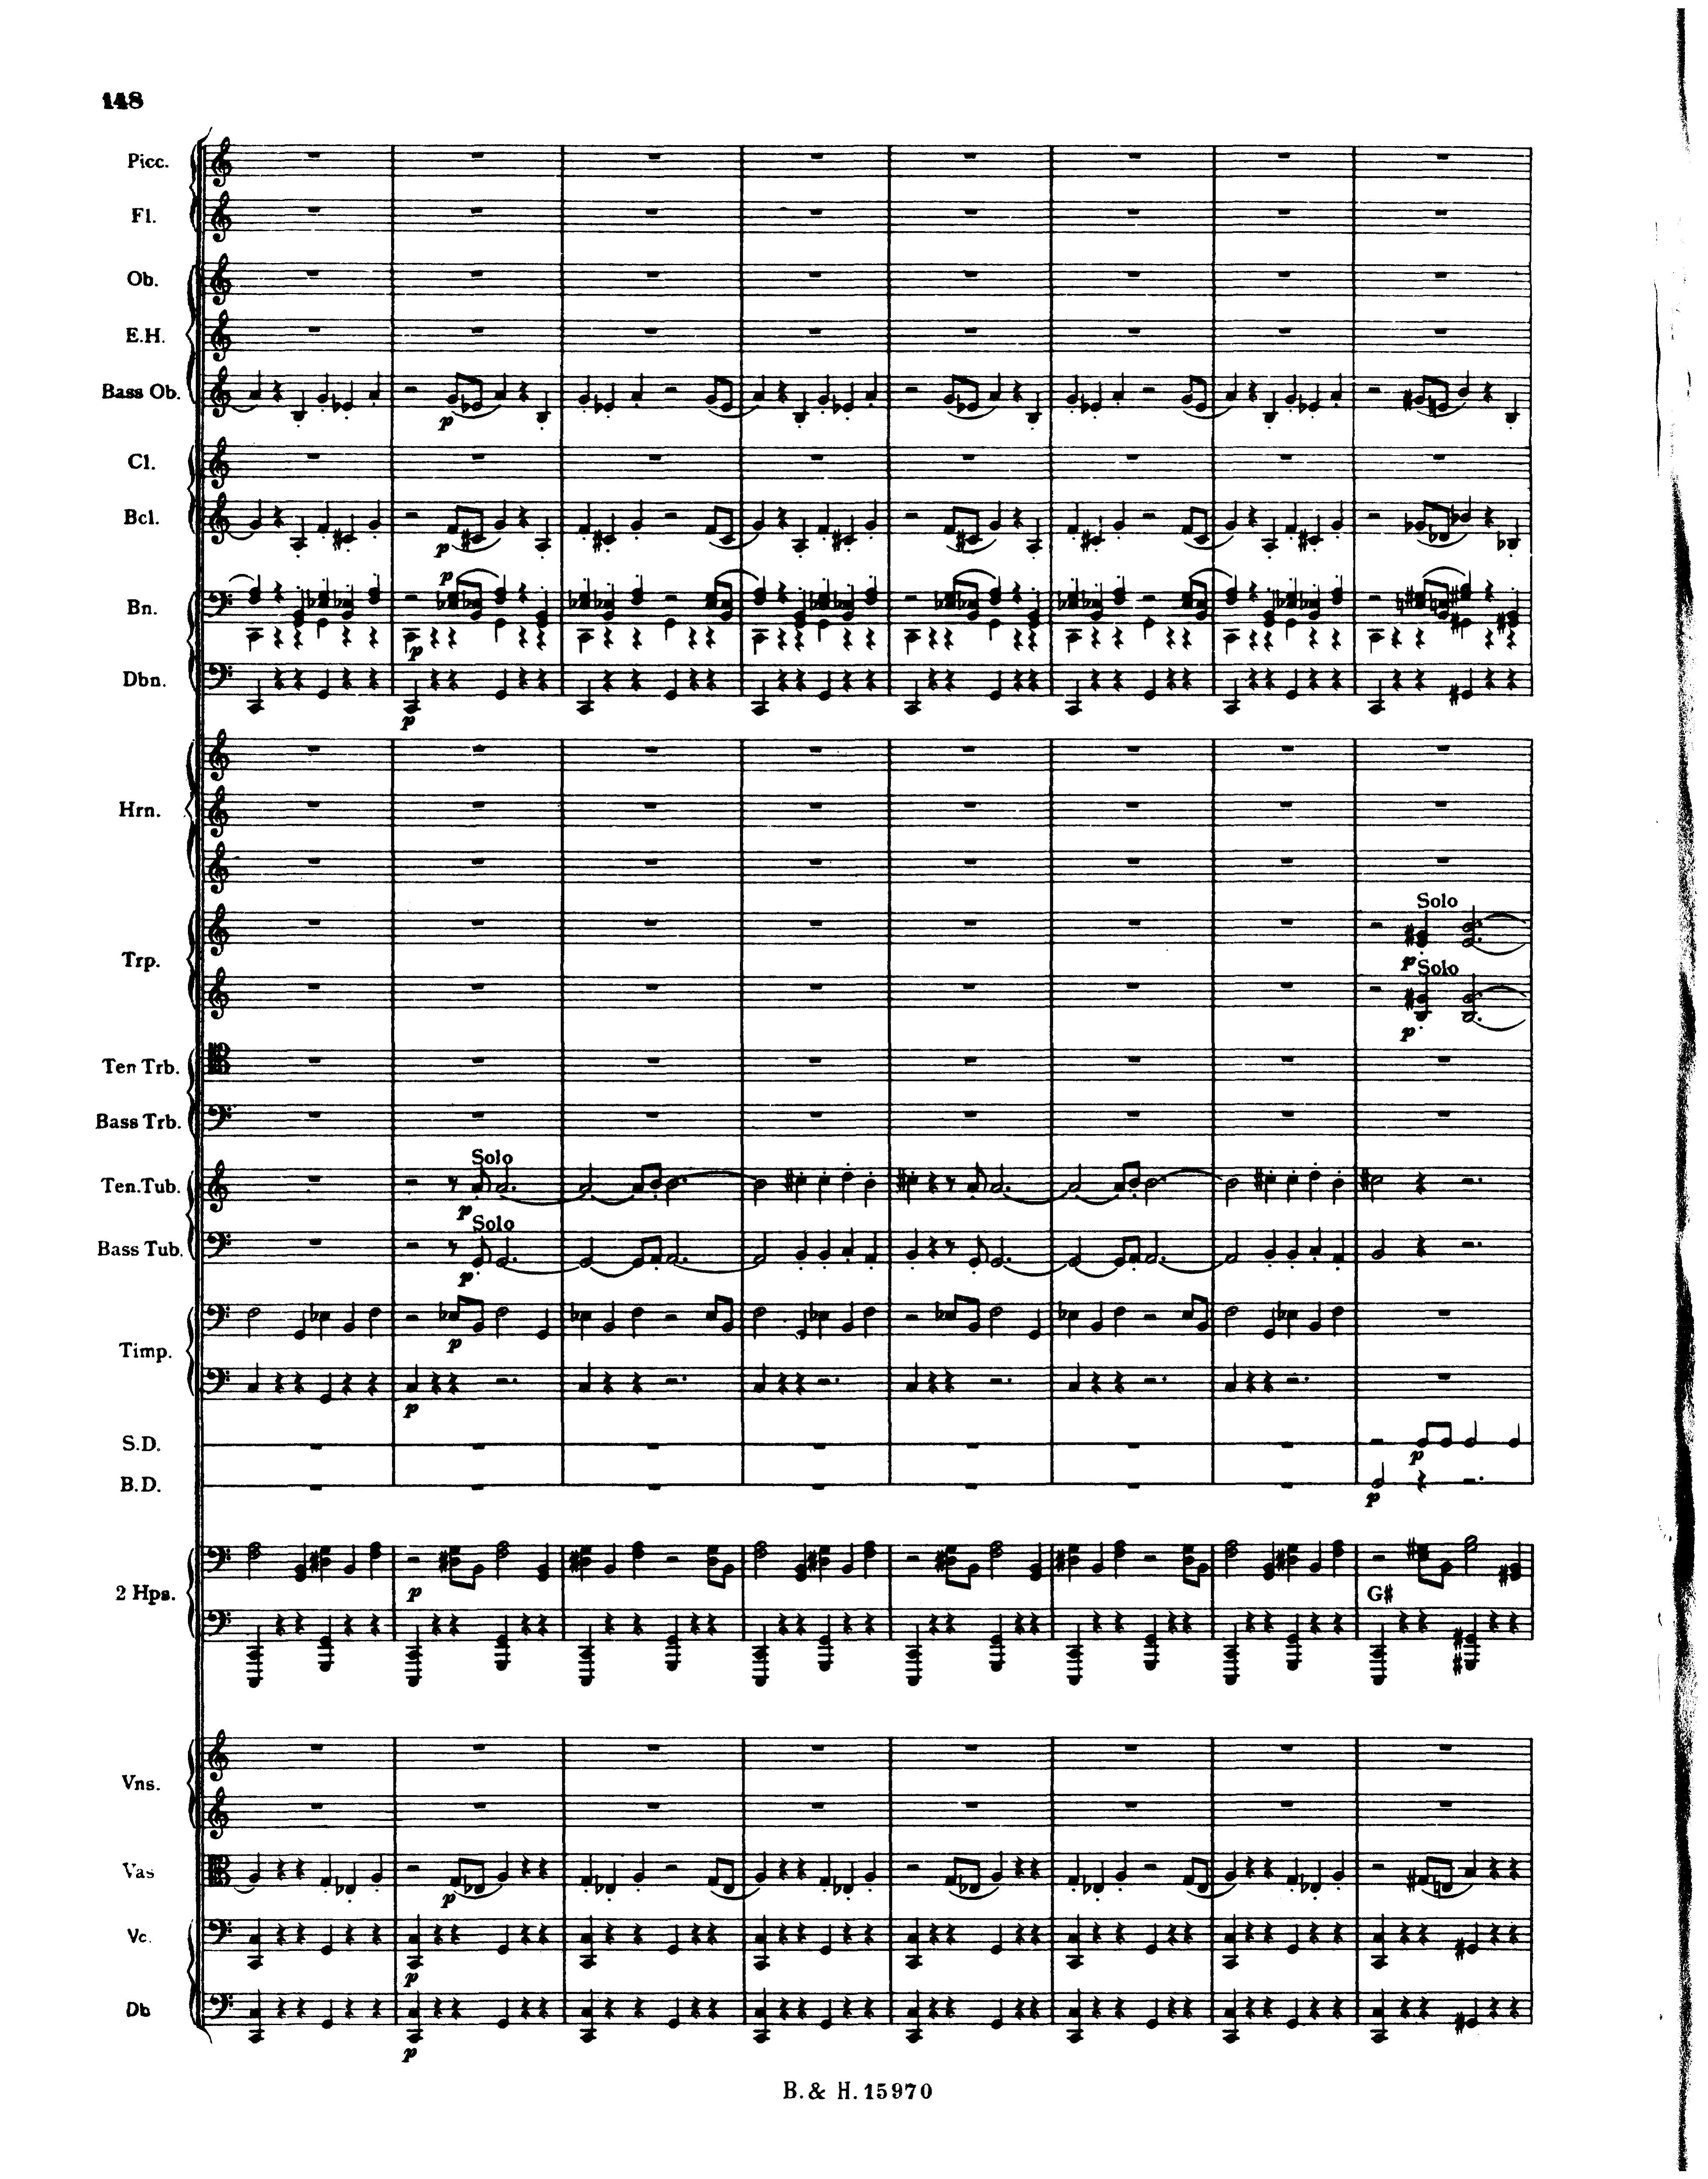 148
Picc.
Fl.
Ob.
E.H.
Bass Ob.
p
Cl.
Bcl.
p
p
Bn.
p
Dbn.
p
Hrn.
Solo
Trp.
p
Solo
p
Ten Trb.
Bass Trb.
Solo
Ten.Tub.
p
Solo
Bass Tub.
p
p
Timp.
p
S.D.
p
B.D.
p
2 Hps.
p
G#
Vns.
Vas
p
Vc.
p
Db
p
B. & H. 15970